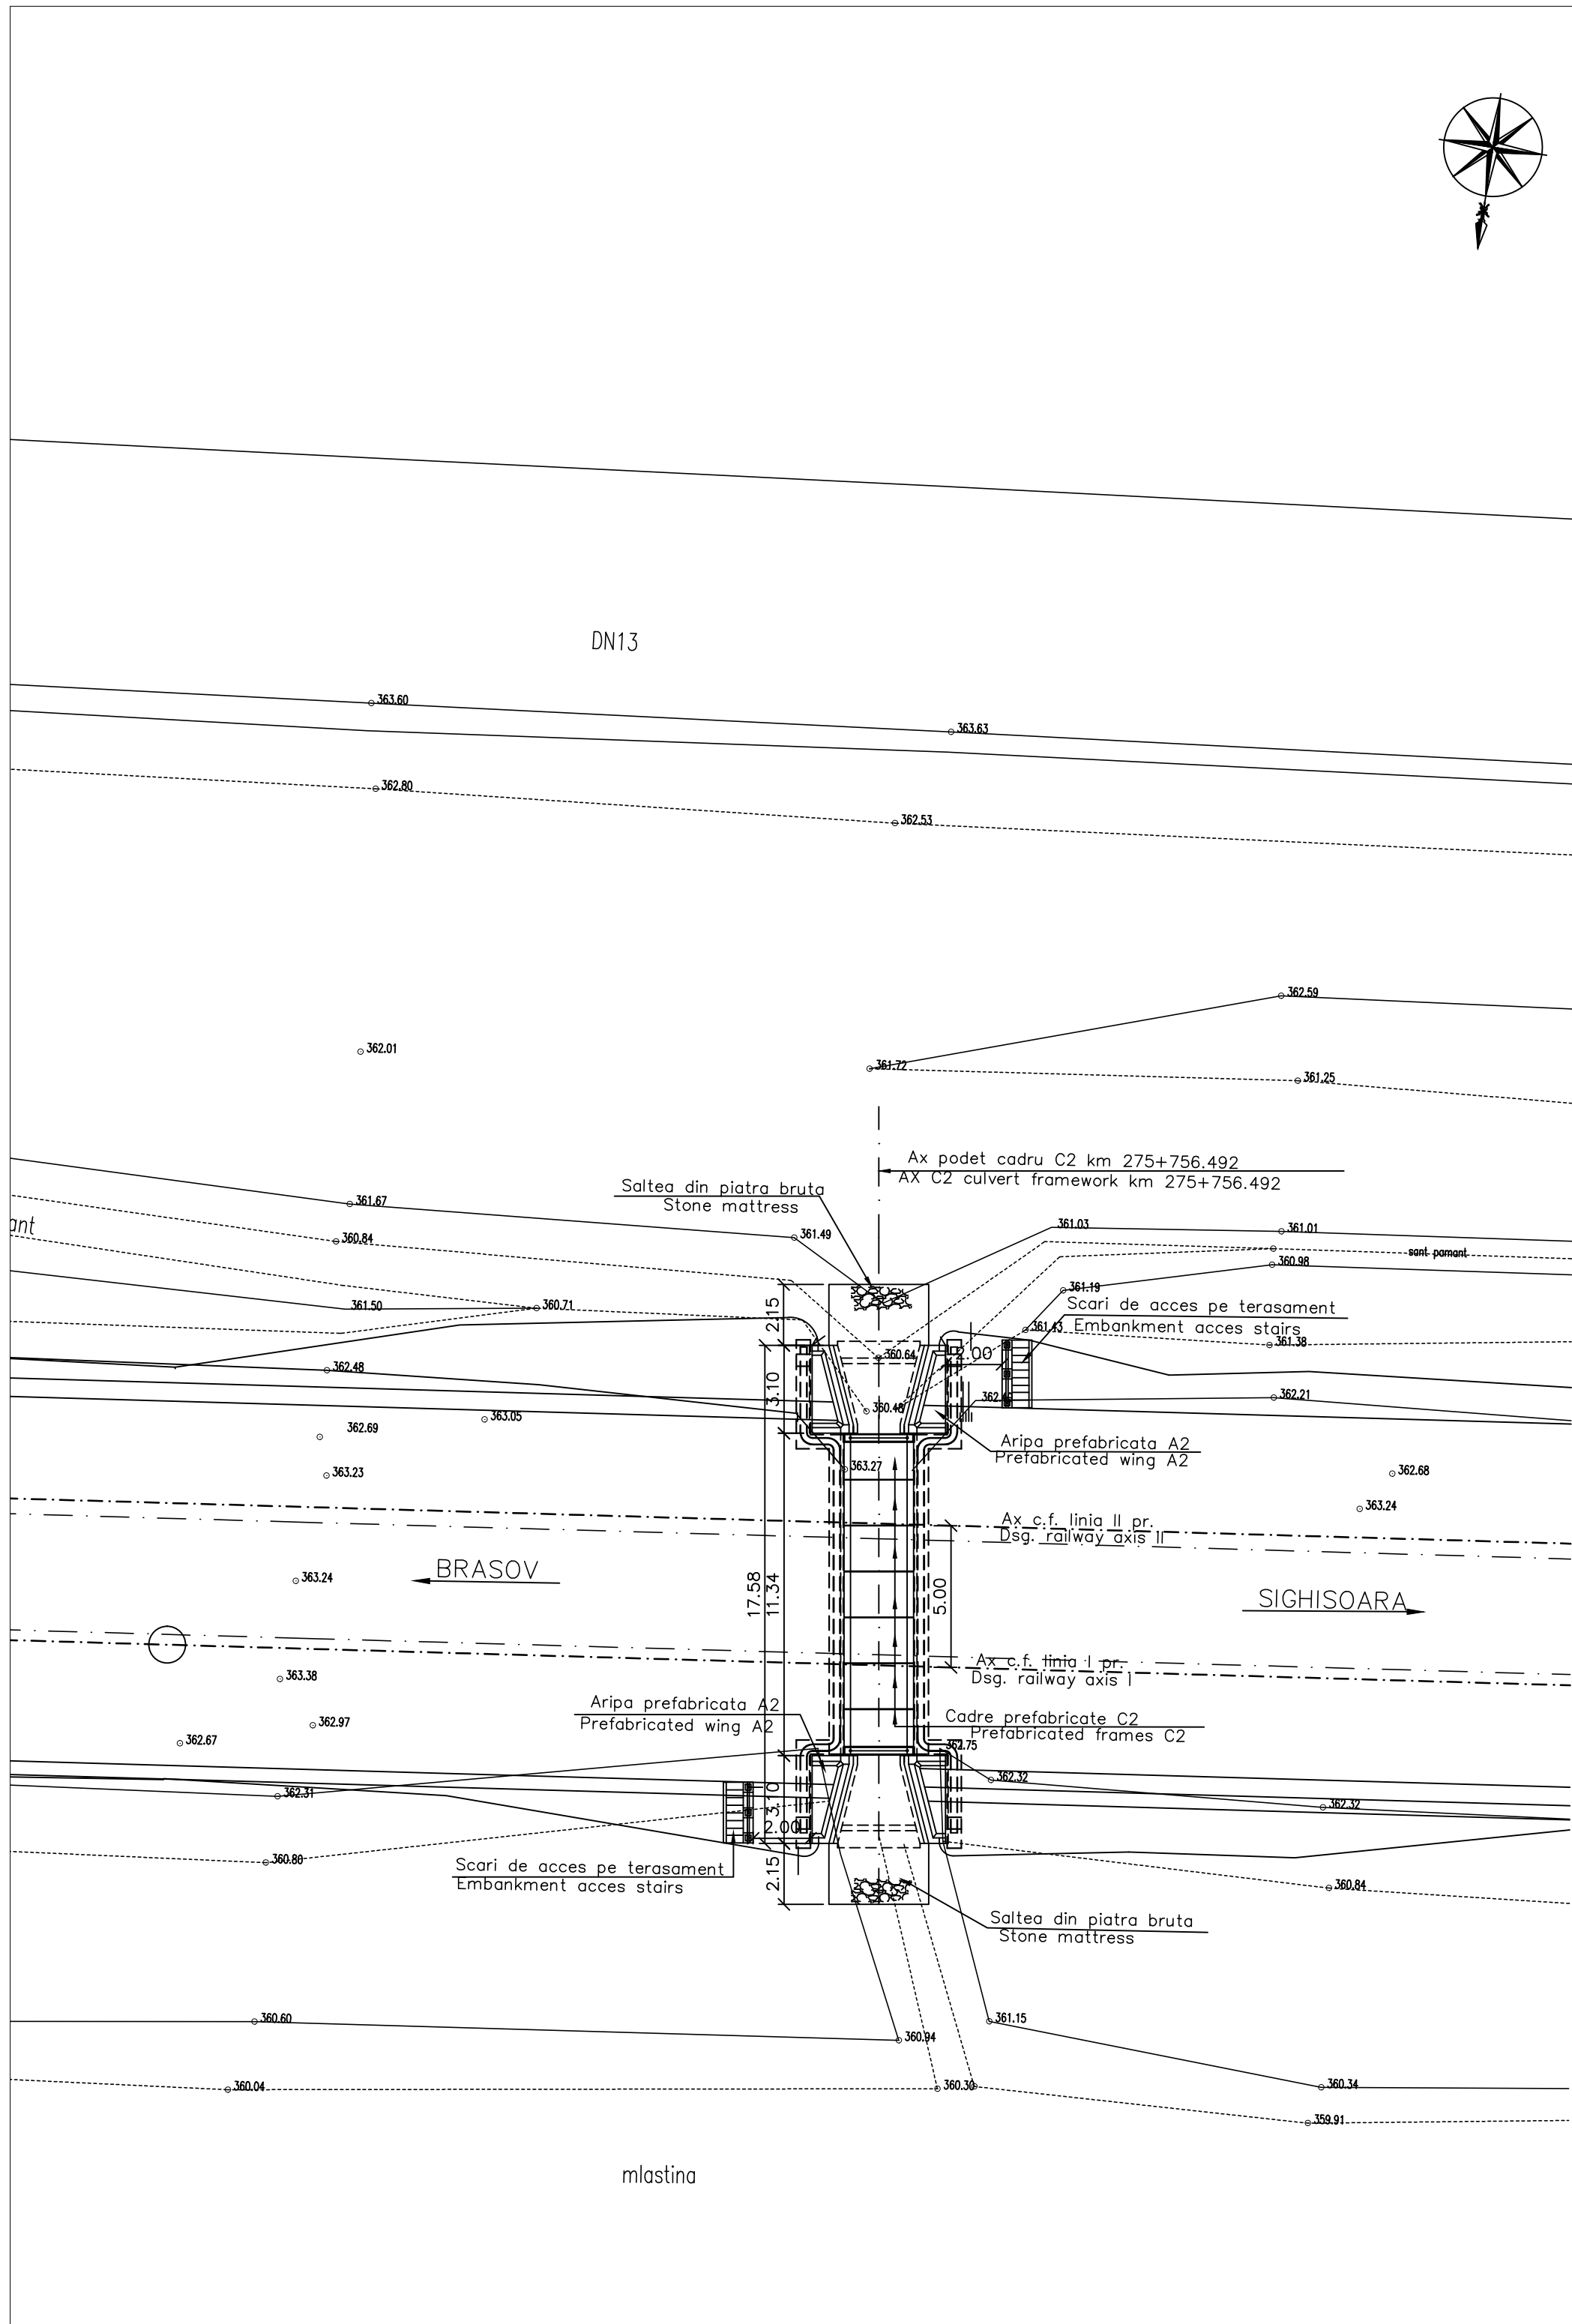 DN13
363.60
363.63
362.80
362.53
362.59
362.01
361.72
361.25
Ax podet cadru C2 km 275+756.492
AX C2 culvert framework km 275+756.492
Saltea din piatra bruta
Stone mattress
361.67
361.49
361.03
361.01
ant
360.84
sant pamant
360.98
361.19
361.50
360.71
Scari de acces pe terasament
Embankment acces stairs
361.43
361.38
2.15
360.64
2.00
362.48
3.10
362.21
360.48
363.05
362.69
Aripa prefabricata A2
Prefabricated wing A2
363.27
363.23
362.68
363.24
Ax c.f. linia II pr.
Dsg. railway axis II
BRASOV
363.24
17.58
11.34
5.00
SIGHISOARA
Ax c.f. linia I pr.
Dsg. railway axis I
363.38
Aripa prefabricata A2
Prefabricated wing A2
362.97
362.67
Cadre prefabricate C2
Prefabricated frames C2
362.75
362.32
362.31
3.10
362.32
2.00
360.80
Scari de acces pe terasament
Embankment acces stairs
2.15
360.84
Saltea din piatra bruta
Stone mattress
360.60
361.15
360.94
360.04
360.30
360.34
359.91
mlastina